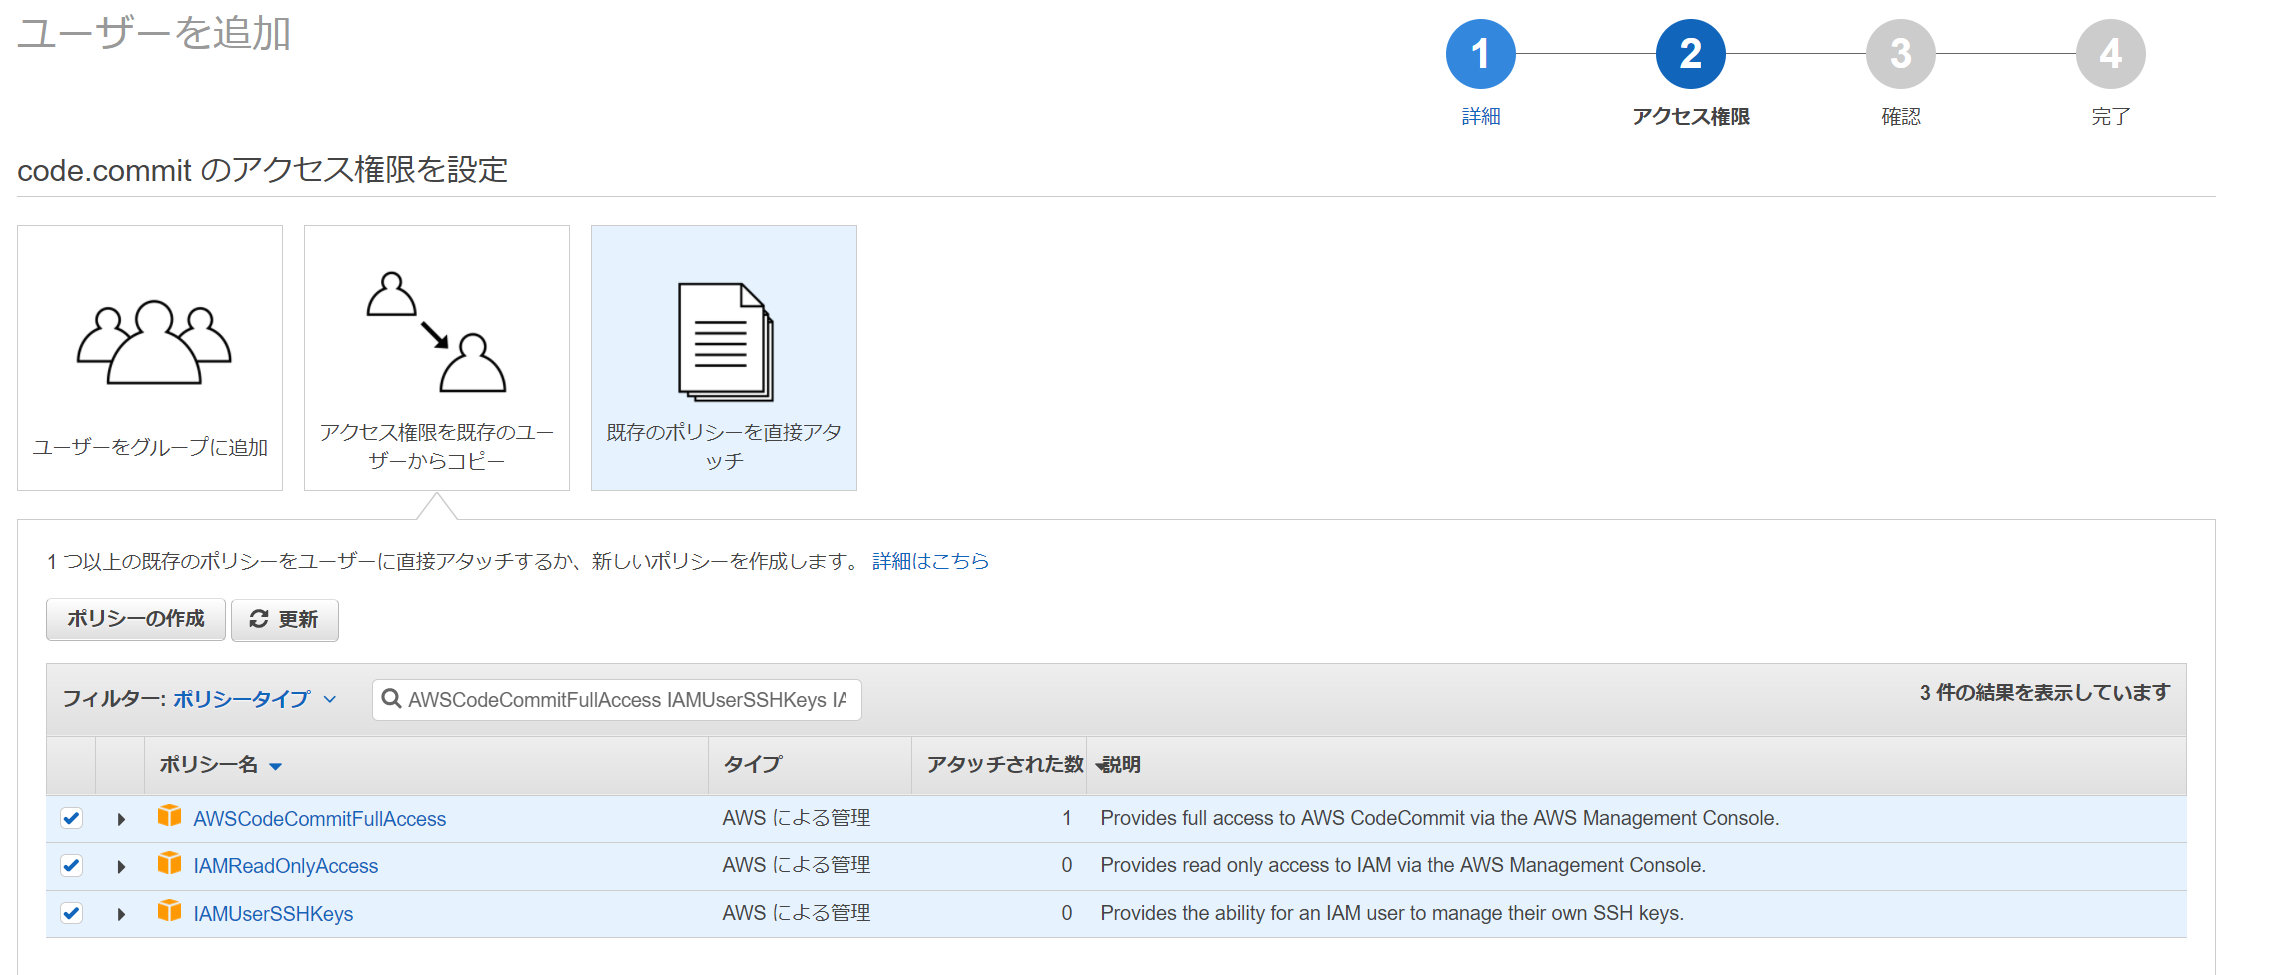 ユーザーを追加
1
2
3
4
詳細
アクセス権限
確認
完了
code.commit のアクセス権限を設定
ユーザーをグループに追加
アクセス権限を既存のユー
ザーからコピー
既存のポリシーを直接アタ
ッチ
1 つ以上の既存のポリシーをユーザーに直接アタッチするか、新しいポリシーを作成します。 詳細はこちら
ポリシーの作成
更新
フィルター: ポリシータイプ
AWSCodeCommitFullAccess IAMUserSSHKeys IA
3 件の結果を表示しています
ポリシー名 タイプ アタッチされた数 説明
AWSCodeCommitFullAccess AWS による管理 1 Provides full access to AWS CodeCommit via the AWS Management Console.
IAMReadOnlyAccess AWS による管理 0 Provides read only access to IAM via the AWS Management Console.
IAMUserSSHKeys AWS による管理 0 Provides the ability for an IAM user to manage their own SSH keys.